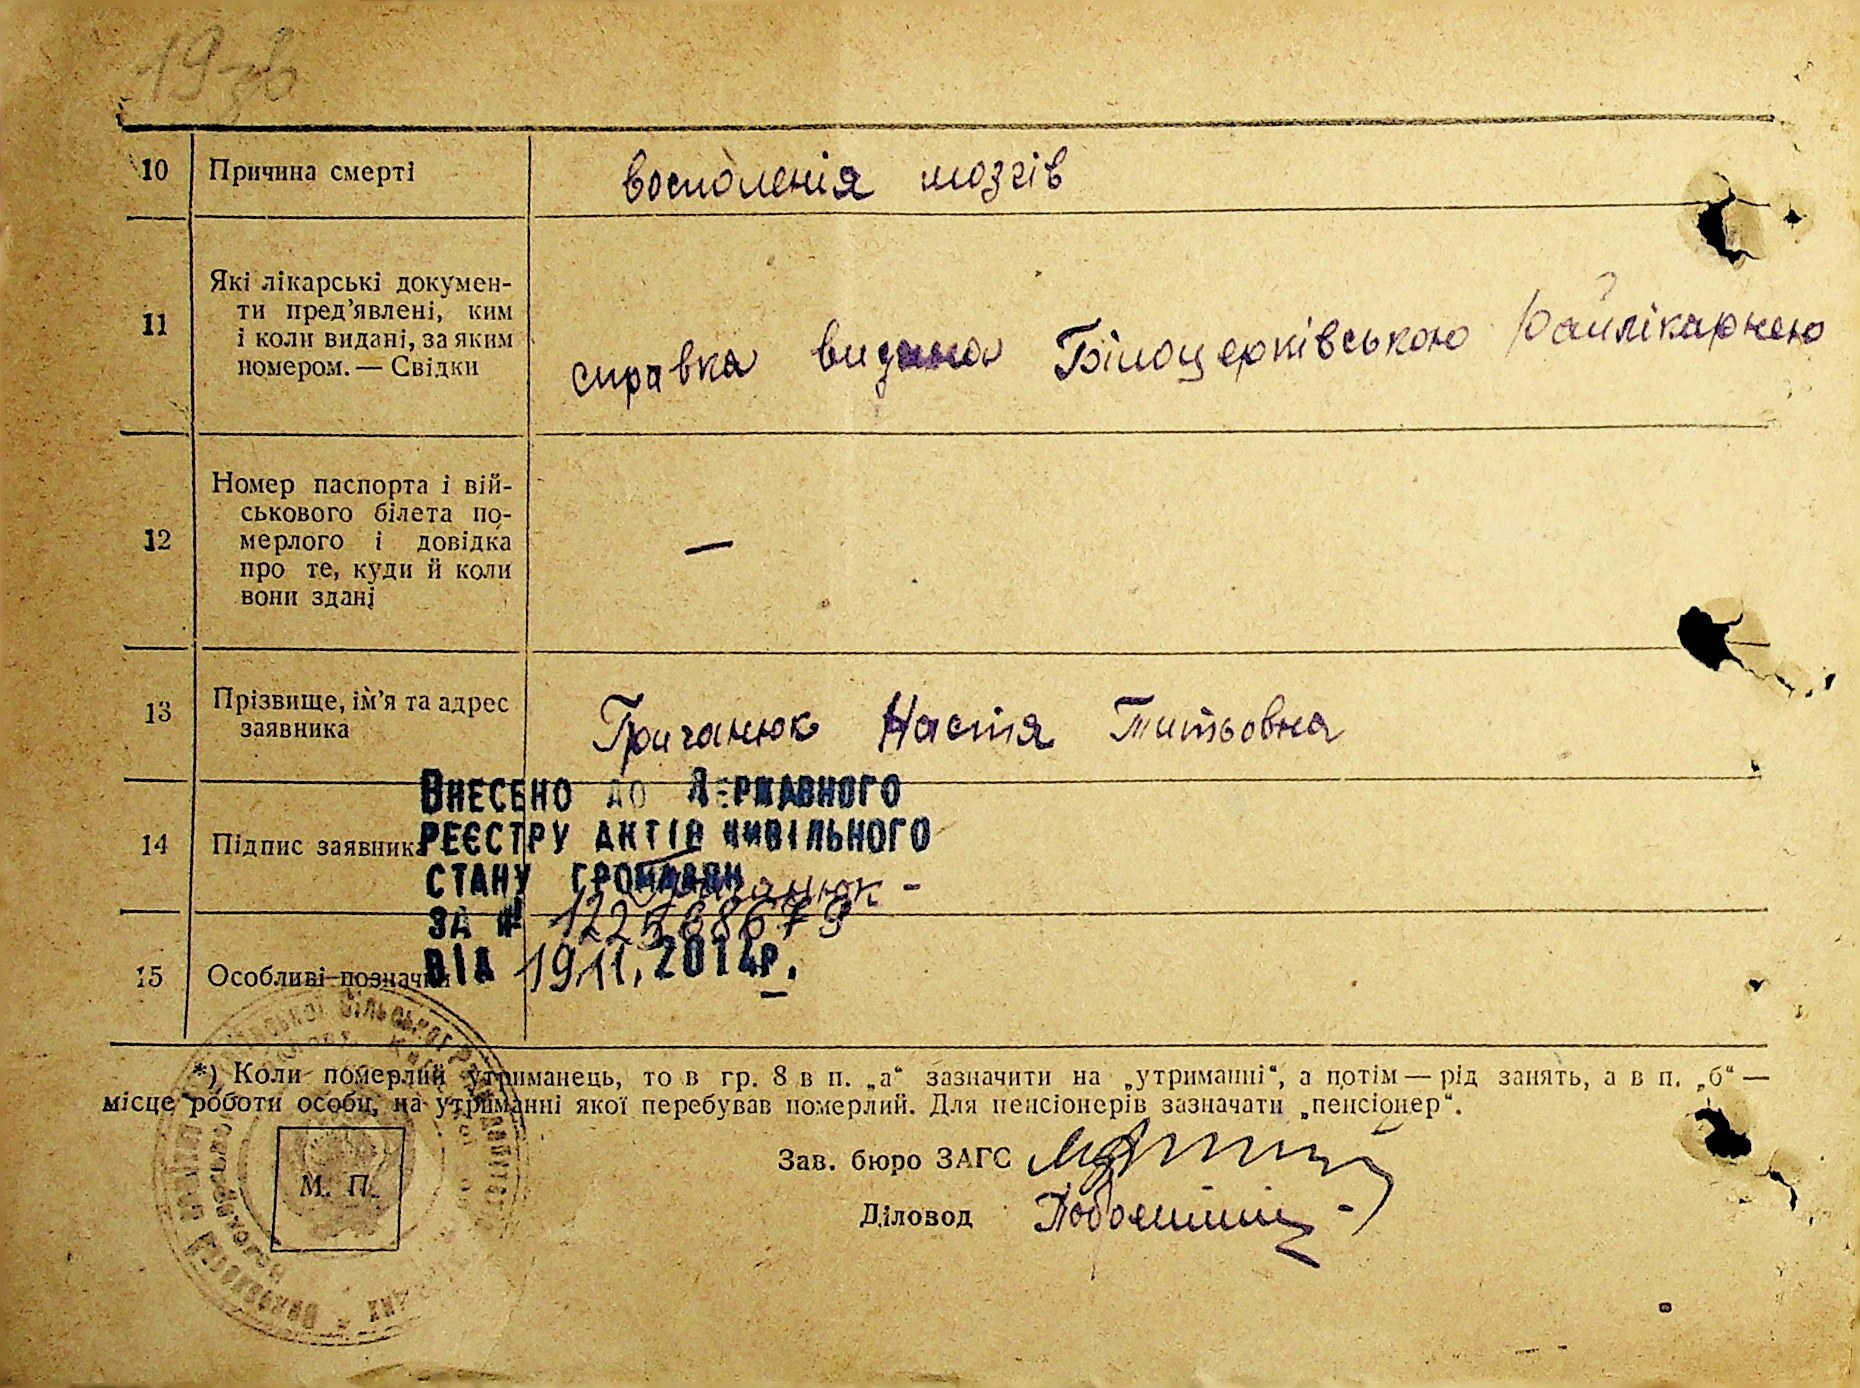 10 Причина смерті восполенія мозгів
11 Які лікарські докумен-
ти пред’явлені, ким
і коли видані, за яким
номером. — Свідки
справка видана Білоцерківською Райлікарнею
12 Номер паспорта і вій-
ськового білета по-
мерлого і довідка
про те, куди й коли
вони здані
—
13 Прізвище, ім’я та адрес
заявника
Гричанюк Настя Титьовна
14 Підпис заявника
15 Особливі позначки
Внесено до Державного
реєстру актів цивільного
стану громадян
за № 12
від 19.11.2014р.
*) Коли померлий утриманець, то в гр. 8 в п. „а“ зазначити на „утриманні“, а потім — рід занять, а в п. „б“ —
місце роботи особи, на утриманні якої перебував померлий. Для пенсіонерів зазначати „пенсіонер“.
М. П.
Зав. бюро ЗАГС
Діловод